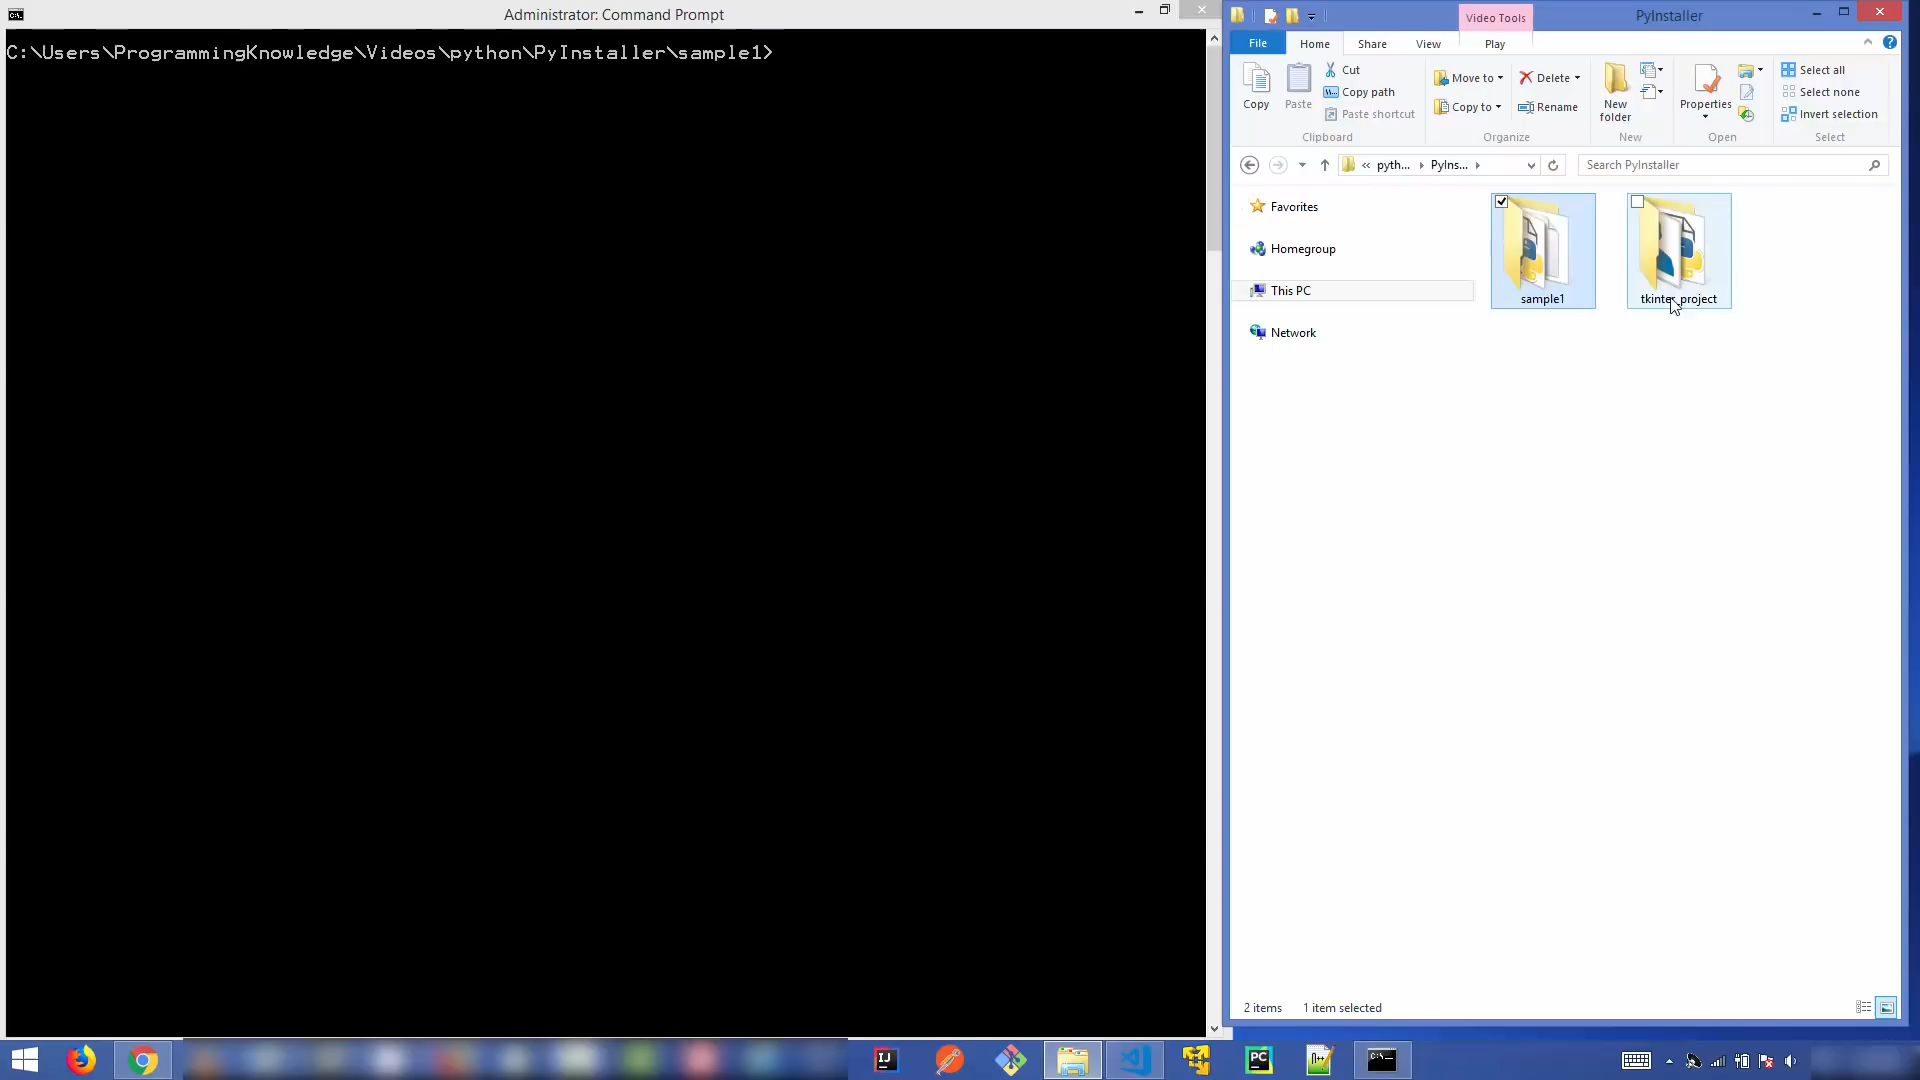 Administrator: Command Prompt
C:\Users\ProgrammingKnowledge\Videos\python\PyInstaller\sample1>
Video Tools
PyInstaller
File
Home
Share
View
Play
Copy
Paste
Cut
Copy path
Paste shortcut
Clipboard
Move to
Copy to
Delete
Rename
Organize
New folder
New
Properties
Open
Select all
Select none
Invert selection
Select
« pyth...
PyIns...
Search PyInstaller
Favorites
Homegroup
This PC
Network
sample1
tkinter_project
2 items
1 item selected